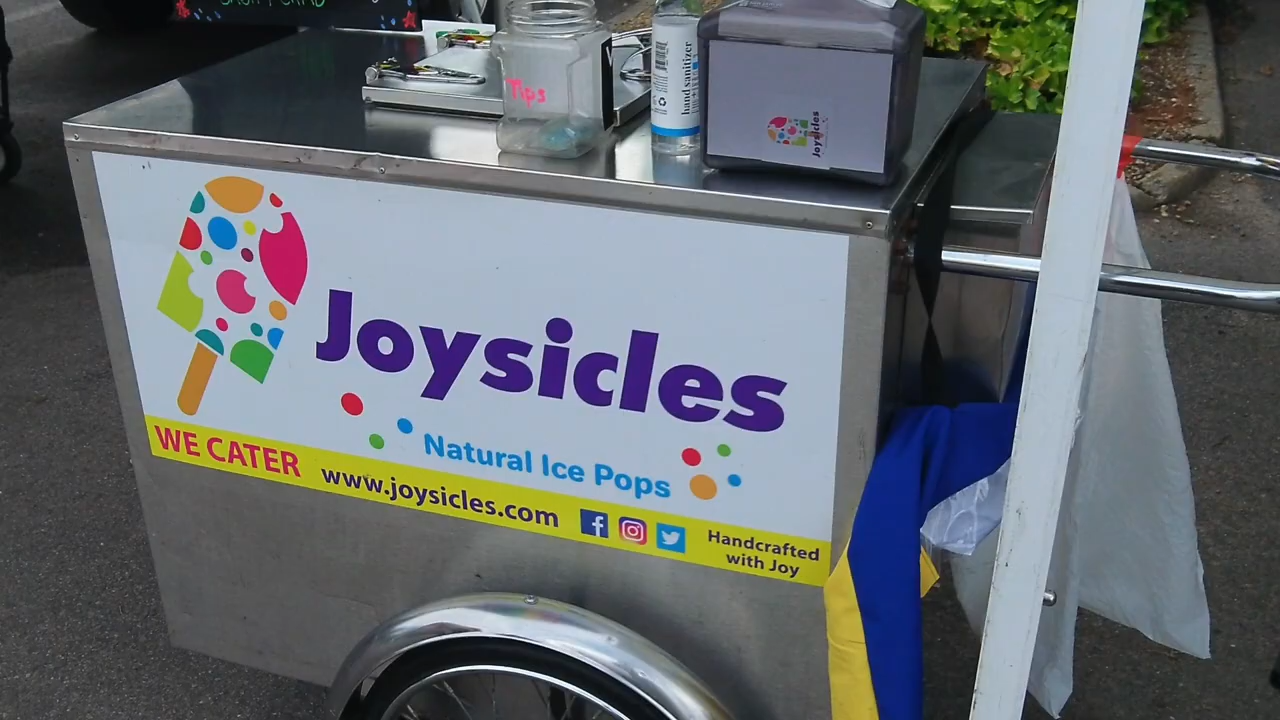 Tips
hand sanitizer
Joysicles
Joysicles
Natural Ice Pops
WE CATER
www.joysicles.com
Handcrafted
with Joy